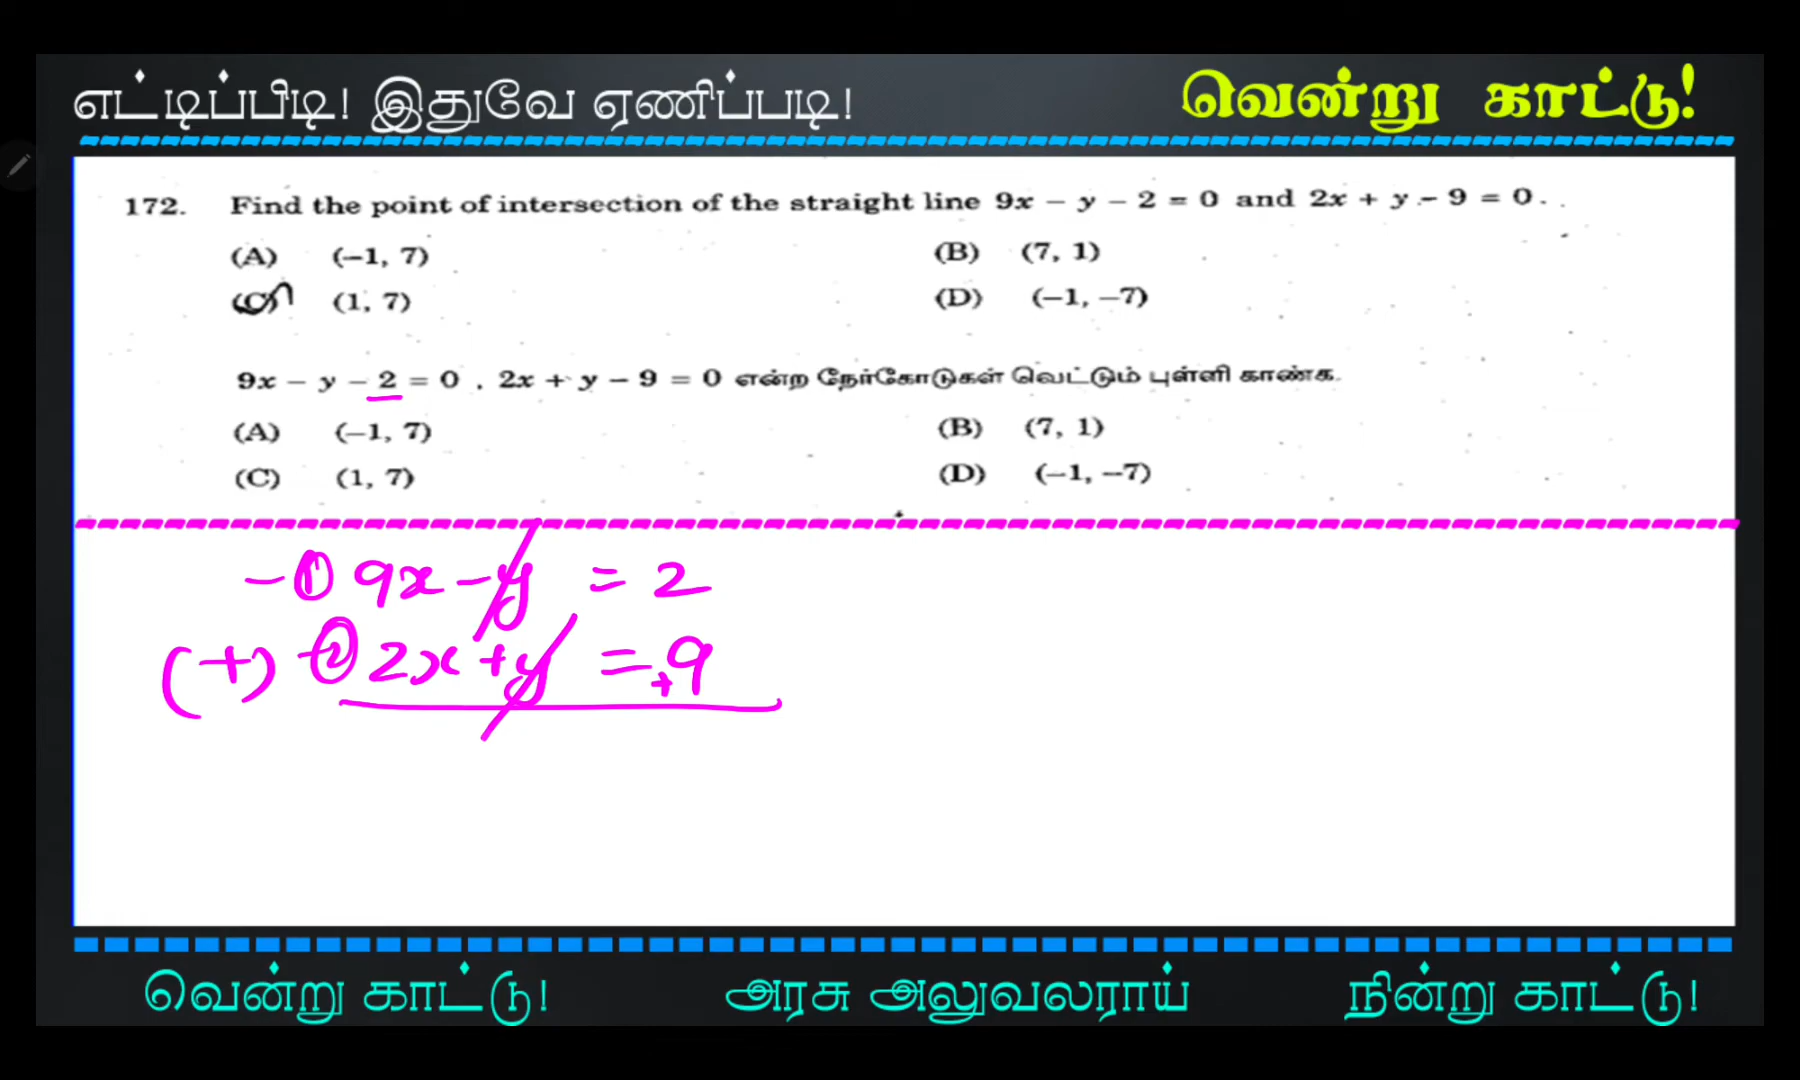 எட்டிப்பிடி! இதுவே ஏணிப்படி! வென்று காட்டு!
172. Find the point of intersection of the straight line 9x − y − 2 = 0 and 2x + y − 9 = 0.
(A) (−1, 7) (B) (7, 1)
(C) (1, 7) (D) (−1, −7)
9x − y − 2 = 0 , 2x + y − 9 = 0 என்ற நேர்கோடுகள் வெட்டும் புள்ளி காண்க.
(A) (−1, 7) (B) (7, 1)
(C) (1, 7) (D) (−1, −7)
−① 9x − y = 2
(+) −② 2x + y = +9
வென்று காட்டு! அரசு அலுவலராய் நின்று காட்டு!